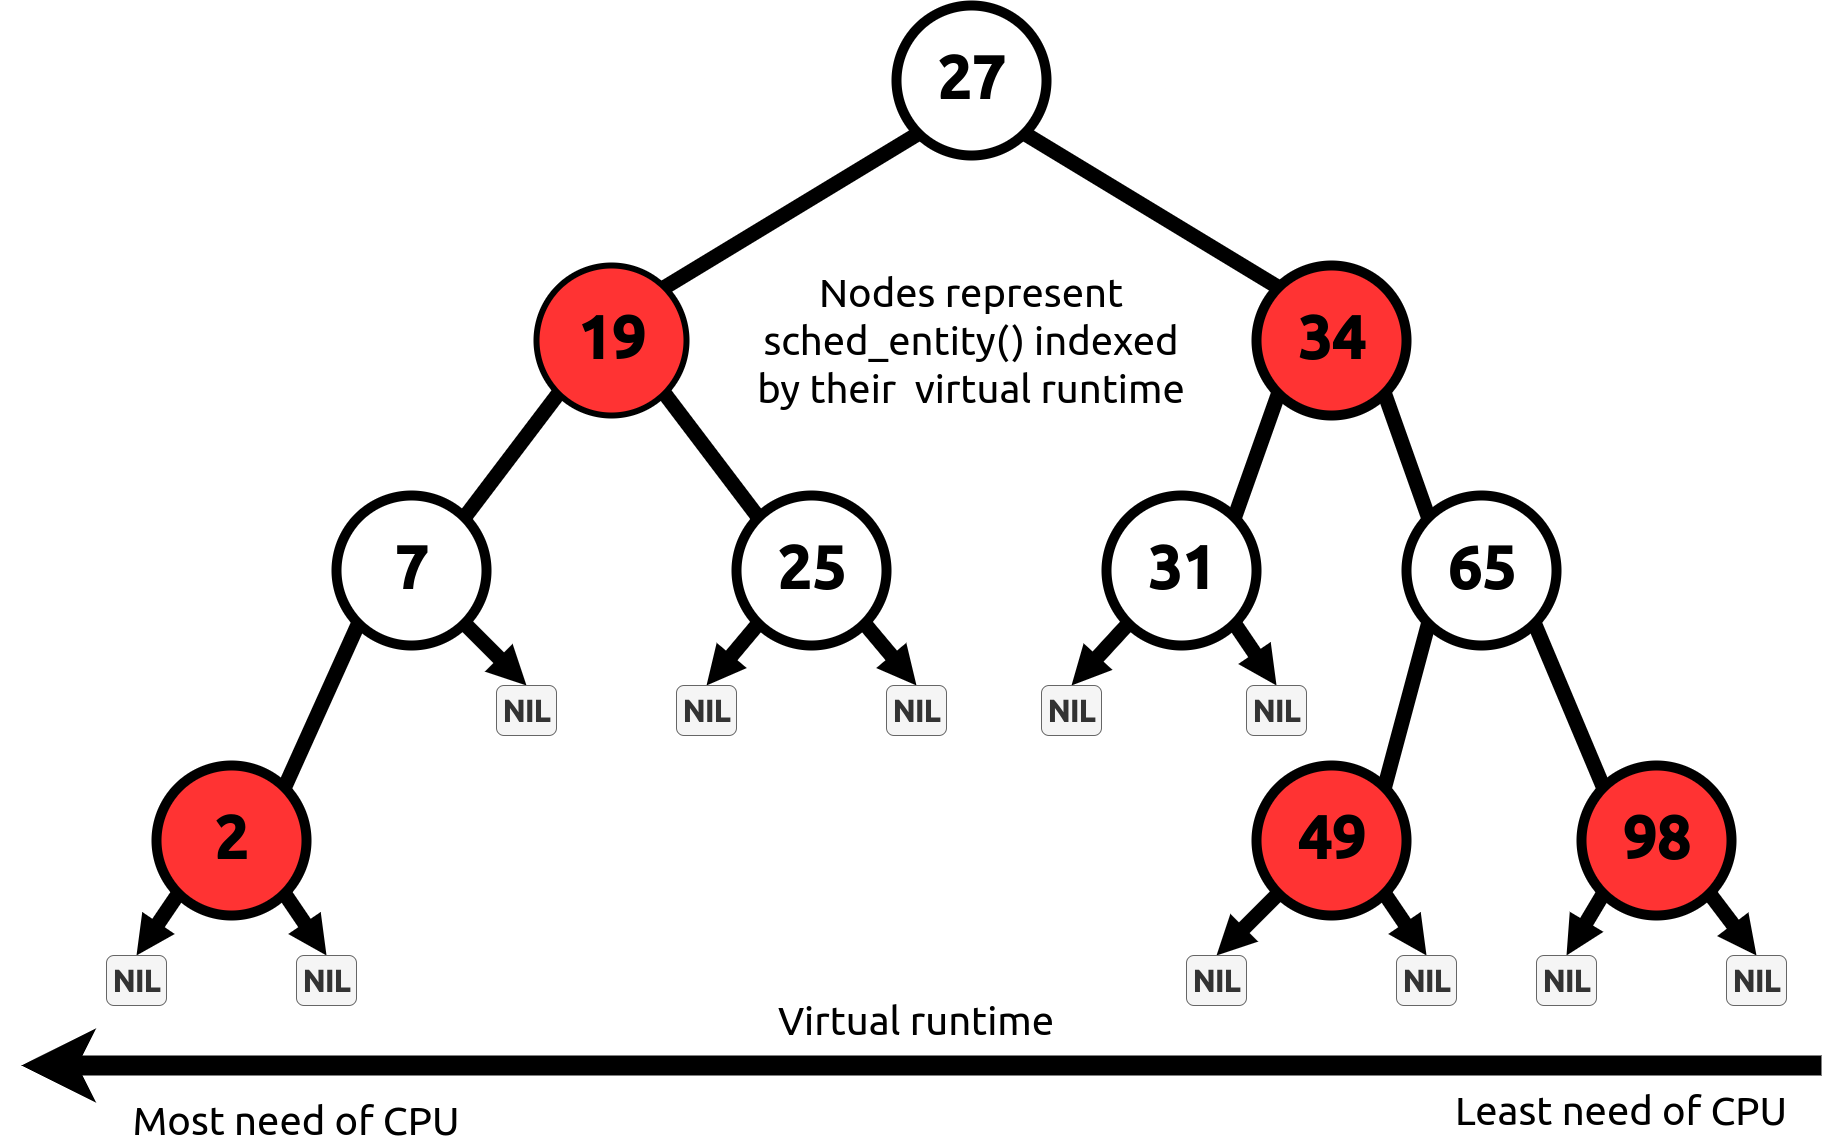 27
Nodes represent
sched_entity() indexed
by their  virtual runtime
19
34
7
25
31
65
NIL
NIL
NIL
NIL
NIL
2
49
98
NIL
NIL
NIL
NIL
NIL
NIL
Virtual runtime
Most need of CPU
Least need of CPU